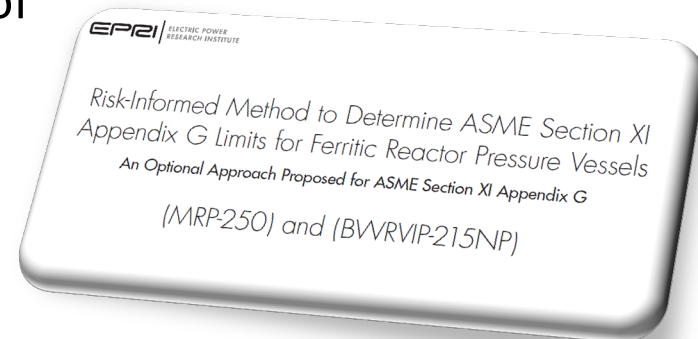 of
EPRI | ELECTRIC POWER
RESEARCH INSTITUTE
Risk-Informed Method to Determine ASME Section XI
Appendix G Limits for Ferritic Reactor Pressure Vessels
An Optional Approach Proposed for ASME Section XI Appendix G
(MRP-250) and (BWRVIP-215NP)